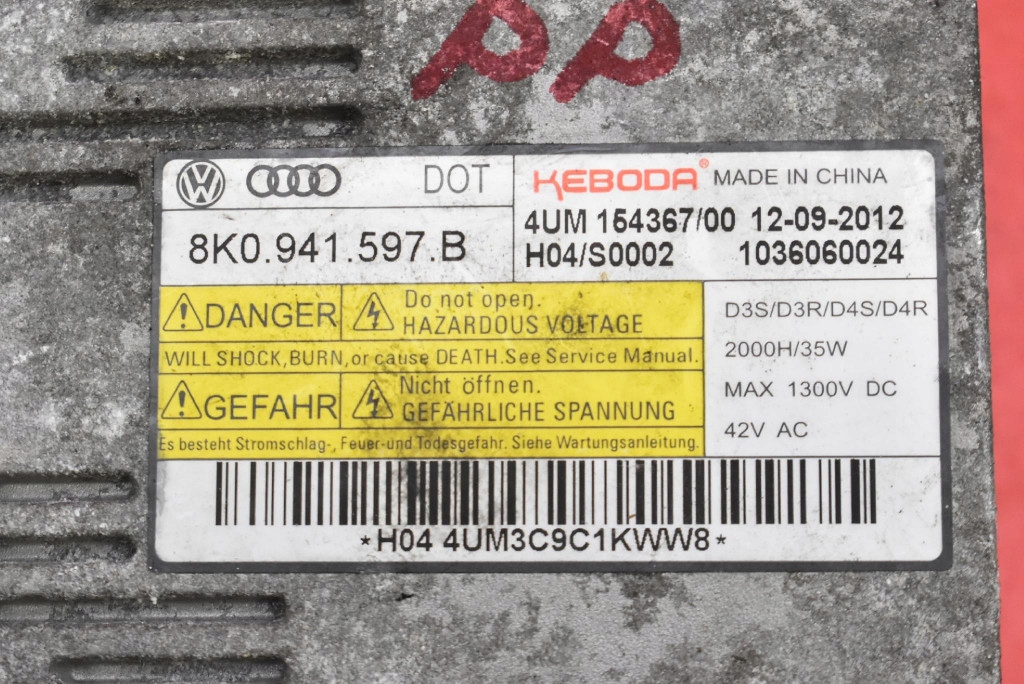 PP
DOT
KEBODA® MADE IN CHINA
8K0.941.597.B
4UM 154367/00 12-09-2012
H04/S0002 1036060024
DANGER
Do not open.
HAZARDOUS VOLTAGE
WILL SHOCK, BURN, or cause DEATH. See Service Manual.
GEFAHR
Nicht öffnen.
GEFÄHRLICHE SPANNUNG
Es besteht Stromschlag-, Feuer-und Todesgefahr. Siehe Wartungsanleitung.
D3S/D3R/D4S/D4R
2000H/35W
MAX 1300V DC
42V AC
*H04 4UM3C9C1KWW8*